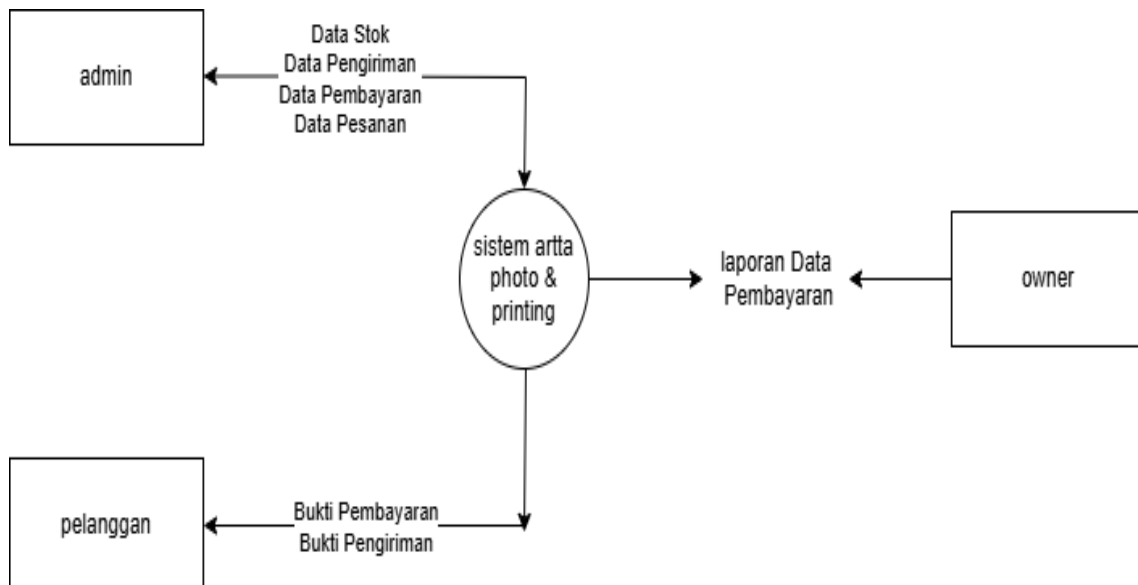 admin
Data Stok
Data Pengiriman
Data Pembayaran
Data Pesanan
sistem artta
photo &
printing
laporan Data
Pembayaran
owner
pelanggan
Bukti Pembayaran
Bukti Pengiriman